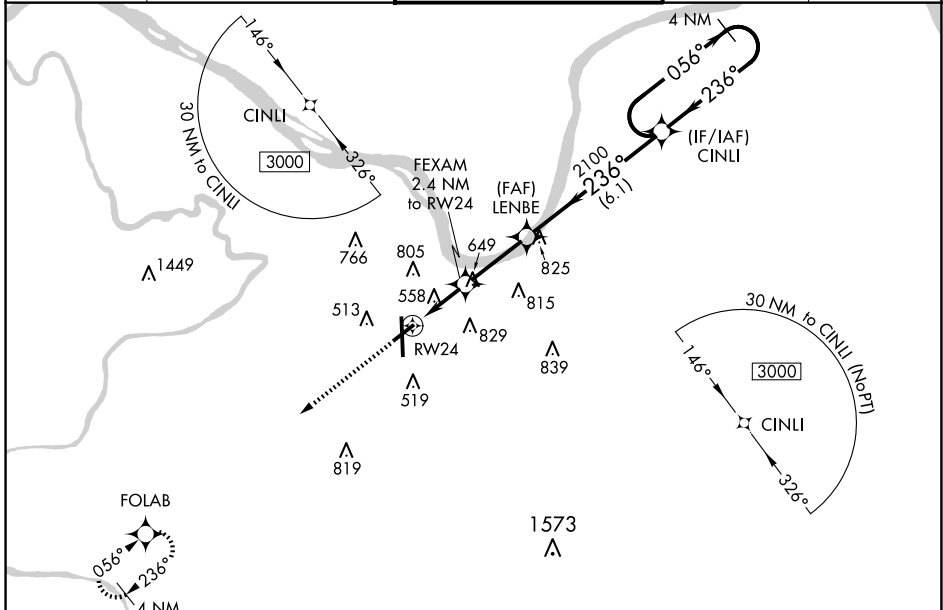 4 NM
056°
236°
(IF/IAF)
CINLI
146°
CINLI
30 NM to CINLI
3000
326°
FEXAM
2.4 NM
to RW24
(FAF)
LENBE
2100
236°
(6.1)
766
805
649
825
1449
558
815
513
829
RW24
839
519
30 NM to CINLI (NoPT)
146°
3000
CINLI
326°
819
FOLAB
056°
236°
4 NM
1573